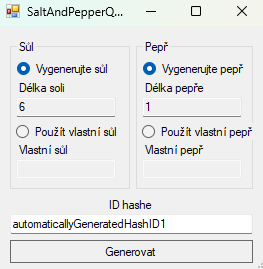 SaltAndPepperQ...
Sůl
Vygenerujte sůl
Délka soli
6
Použít vlastní sůl
Vlastní sůl
Pepř
Vygenerujte pepř
Délka pepře
1
Použít vlastní pepř
Vlastní pepř
ID hashe
automaticallyGeneratedHashID1
Generovat